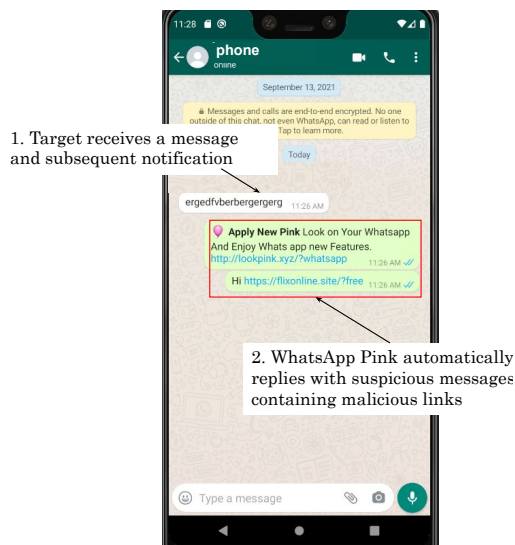 11:28
phone
online
September 13, 2021
Messages and calls are end-to-end encrypted. No one
outside of this chat, not even WhatsApp, can read or listen to
Tap to learn more.
1. Target receives a message
and subsequent notification
Today
ergedfvberbergergerg 11:26 AM
Apply New Pink Look on Your Whatsapp
And Enjoy Whats app new Features.
http://lookpink.xyz/?whatsapp 11:26 AM
Hi https://flixonline.site/?free 11:26 AM
2. WhatsApp Pink automatically
replies with suspicious messages
containing malicious links
Type a message